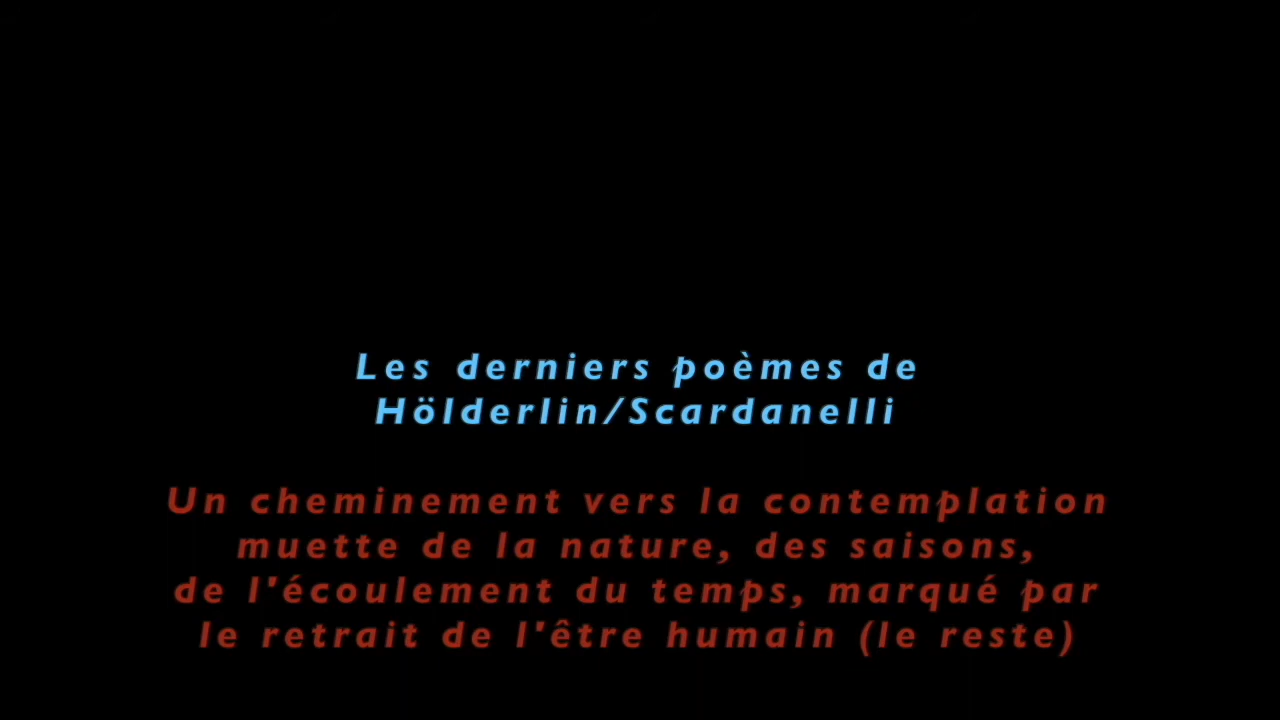 Les derniers poèmes de
Hölderlin/Scardanelli
Un cheminement vers la contemplation
muette de la nature, des saisons,
de l'écoulement du temps, marqué par
le retrait de l'être humain (le reste)